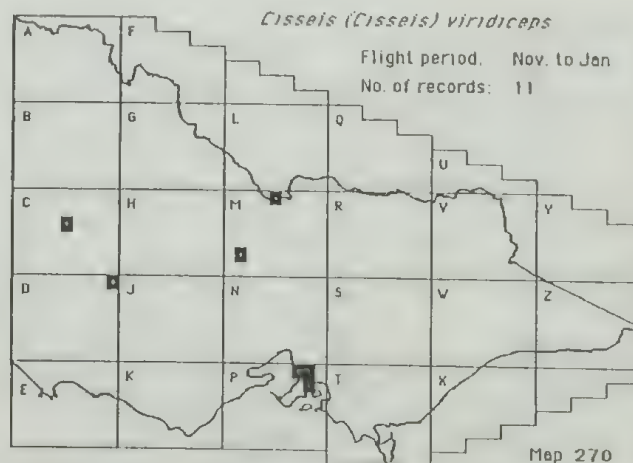 Cisseis (Cisseis) viridiceps
Flight period. Nov. to Jan
No. of records: 11
A F
B G L Q
U
C H M R V Y
D J N S W Z
E K P T X
Map 270